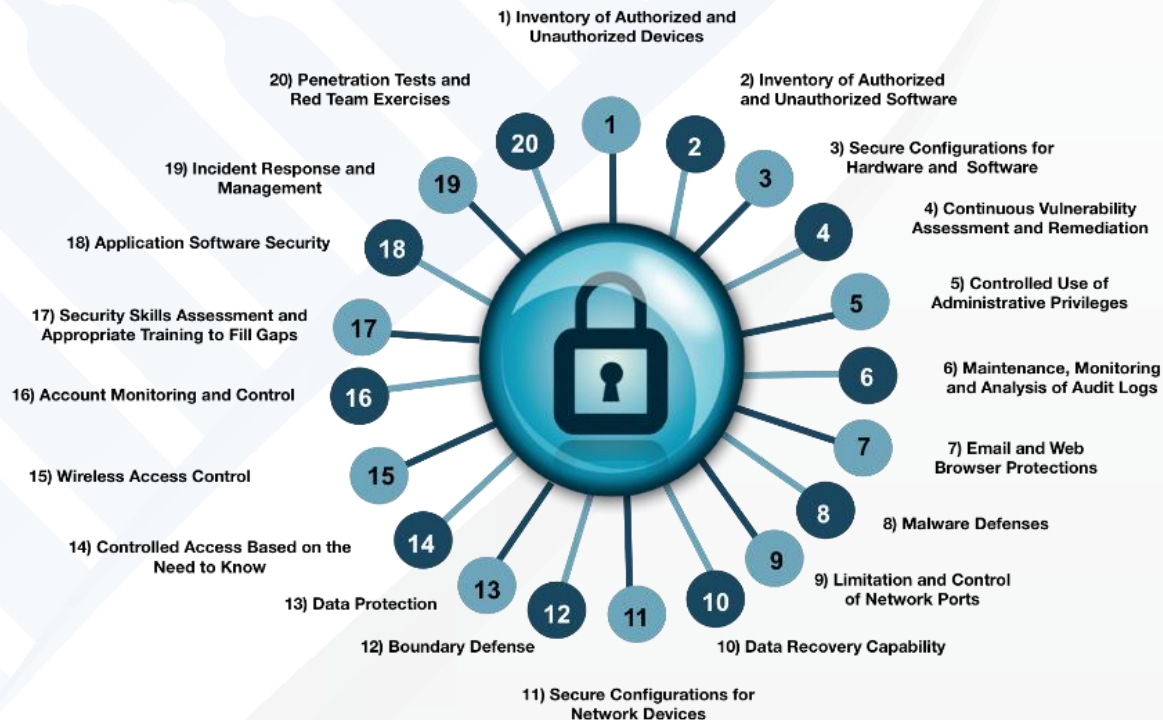 1) Inventory of Authorized and
Unauthorized Devices
2) Inventory of Authorized
and Unauthorized Software
3) Secure Configurations for
Hardware and Software
4) Continuous Vulnerability
Assessment and Remediation
5) Controlled Use of
Administrative Privileges
6) Maintenance, Monitoring
and Analysis of Audit Logs
7) Email and Web
Browser Protections
8) Malware Defenses
9) Limitation and Control
of Network Ports
10) Data Recovery Capability
11) Secure Configurations for
Network Devices
12) Boundary Defense
13) Data Protection
14) Controlled Access Based on the
Need to Know
15) Wireless Access Control
16) Account Monitoring and Control
17) Security Skills Assessment and
Appropriate Training to Fill Gaps
18) Application Software Security
19) Incident Response and
Management
20) Penetration Tests and
Red Team Exercises
1
2
3
4
5
6
7
8
9
10
11
12
13
14
15
16
17
18
19
20